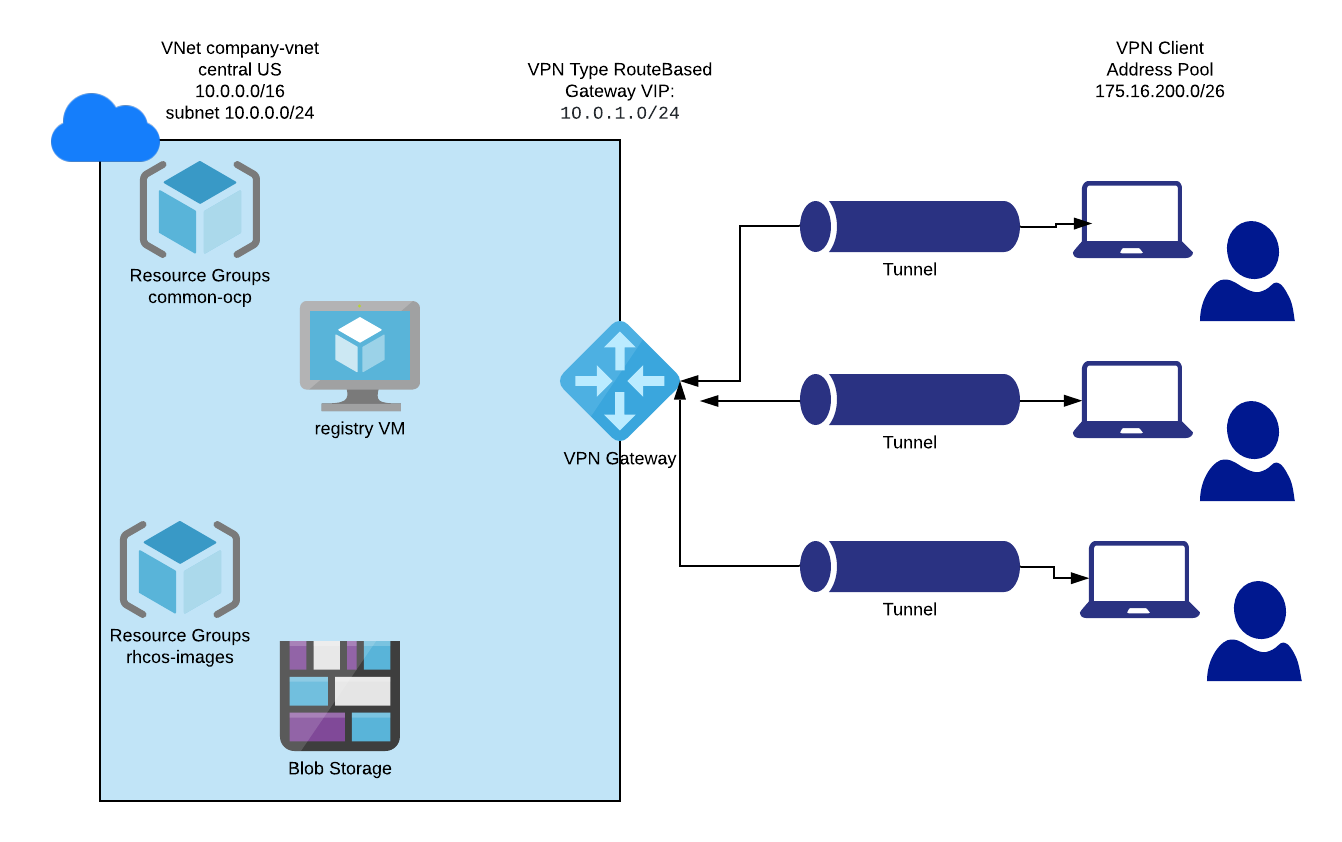 VNet company-vnet
central US
10.0.0.0/16
subnet 10.0.0.0/24
VPN Type RouteBased
Gateway VIP:
10.0.1.0/24
VPN Client
Address Pool
175.16.200.0/26
Resource Groups
common-ocp
registry VM
VPN Gateway
Resource Groups
rhcos-images
Blob Storage
Tunnel
Tunnel
Tunnel